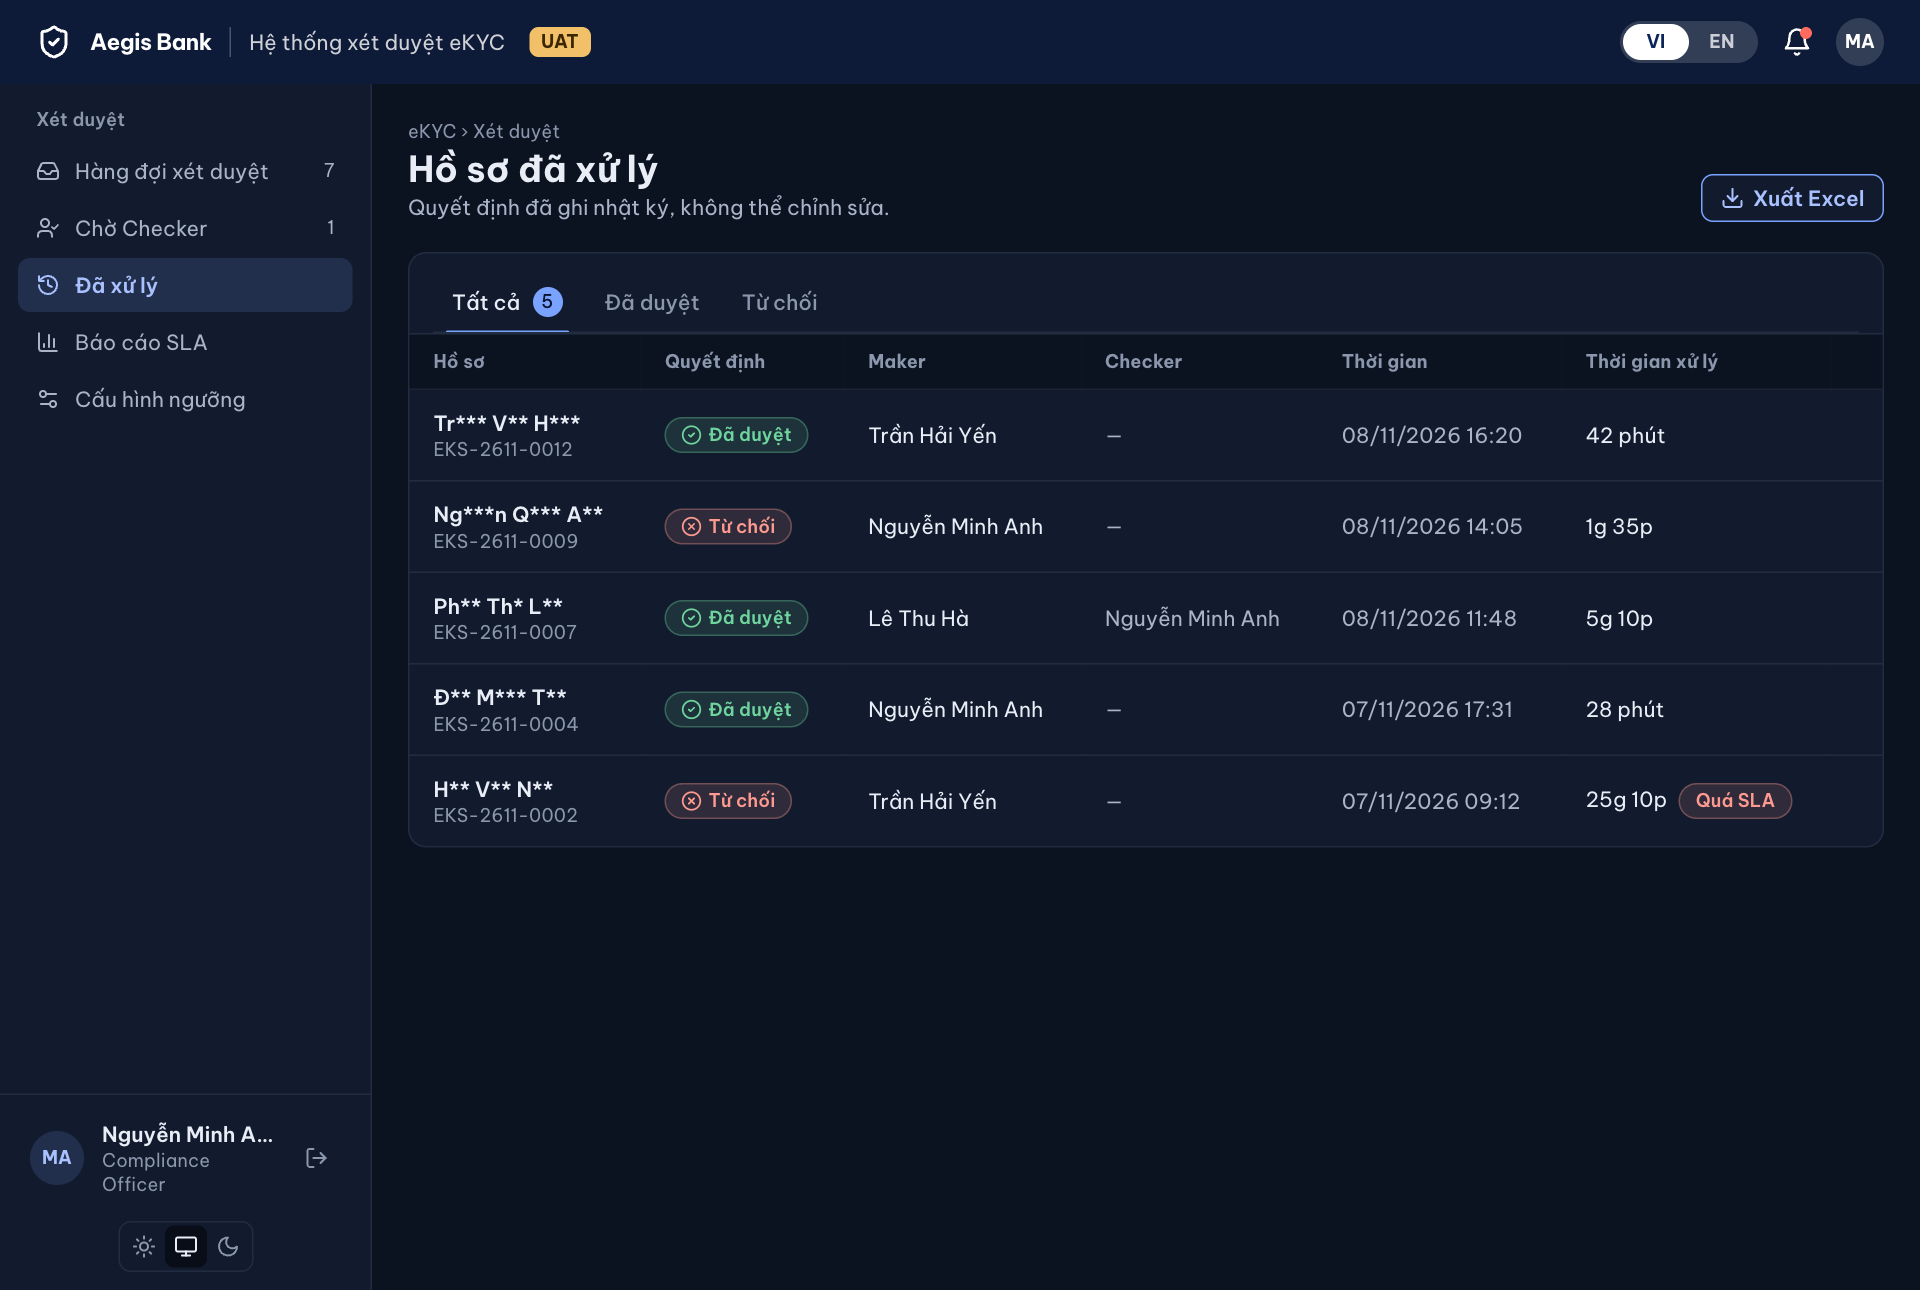 Aegis Bank
Hệ thống xét duyệt eKYC
UAT
VI
EN
MA
Xét duyệt
Hàng đợi xét duyệt 7
Chờ Checker 1
Đã xử lý
Báo cáo SLA
Cấu hình ngưỡng
eKYC › Xét duyệt
Hồ sơ đã xử lý
Quyết định đã ghi nhật ký, không thể chỉnh sửa.
Xuất Excel
Tất cả 5 Đã duyệt Từ chối
Hồ sơ Quyết định Maker Checker Thời gian Thời gian xử lý
Tr*** V** H***
EKS-2611-0012
Đã duyệt Trần Hải Yến — 08/11/2026 16:20 42 phút
Ng***n Q*** A**
EKS-2611-0009
Từ chối Nguyễn Minh Anh — 08/11/2026 14:05 1g 35p
Ph** Th* L**
EKS-2611-0007
Đã duyệt Lê Thu Hà Nguyễn Minh Anh 08/11/2026 11:48 5g 10p
Đ** M*** T**
EKS-2611-0004
Đã duyệt Nguyễn Minh Anh — 07/11/2026 17:31 28 phút
H** V** N**
EKS-2611-0002
Từ chối Trần Hải Yến — 07/11/2026 09:12 25g 10p Quá SLA
MA
Nguyễn Minh A...
Compliance
Officer